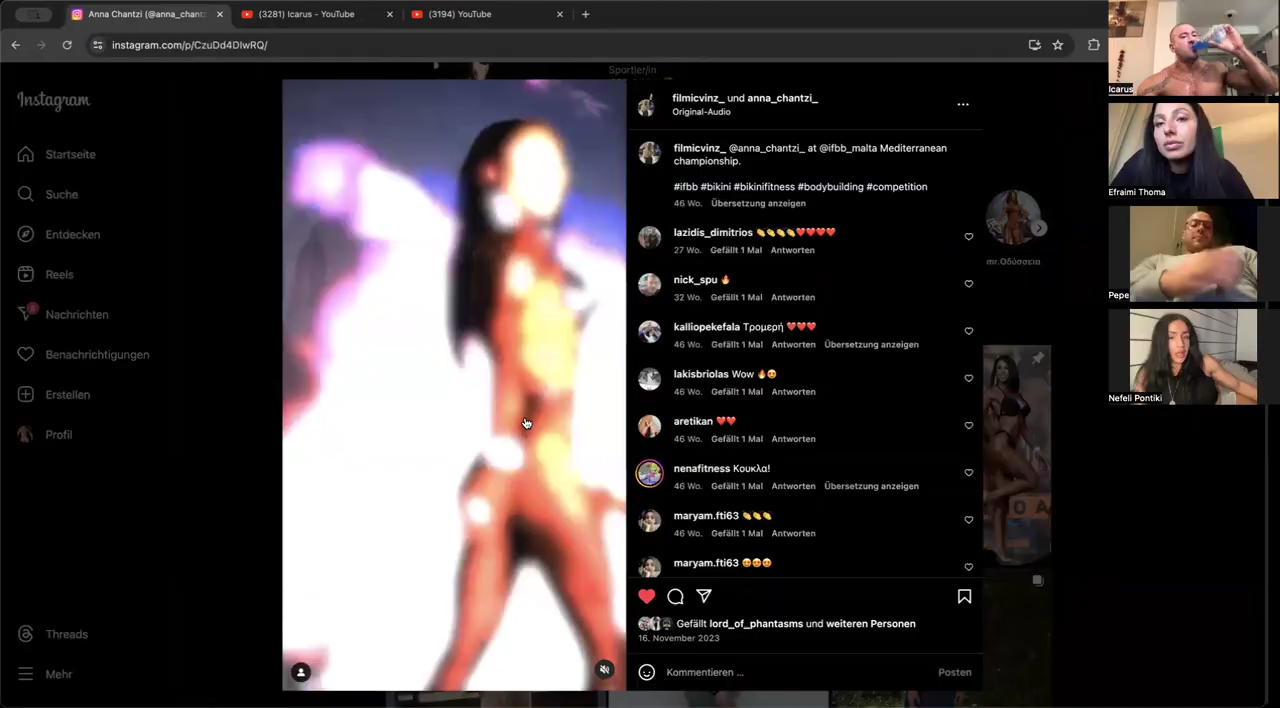 Anna Chantzi (@anna_chantz
(3281) Icarus - YouTube
(3194) YouTube
instagram.com/p/CzuDd4DIwRQ/
Sportler/in
Instagram
Startseite
Suche
Entdecken
Reels
Nachrichten
Benachrichtigungen
Erstellen
Profil
Threads
Mehr
filmicvinz_ und anna_chantzi_
Original-Audio
filmicvinz_ @anna_chantzi_ at @ifbb_malta Mediterranean
championship.
#ifbb #bikini #bikinifitness #bodybuilding #competition
46 Wo. Übersetzung anzeigen
lazidis_dimitrios 👏👏👏👏❤️❤️❤️❤️
27 Wo. Gefällt 1 Mal Antworten
nick_spu 🔥
32 Wo. Gefällt 1 Mal Antworten
kalliopekefala Τρομερή ❤️❤️❤️
46 Wo. Gefällt 1 Mal Antworten Übersetzung anzeigen
lakisbriolas Wow 🔥😍
46 Wo. Gefällt 1 Mal Antworten
aretikan ❤️❤️
46 Wo. Gefällt 1 Mal Antworten
nenafitness Κουκλα!
46 Wo. Gefällt 1 Mal Antworten Übersetzung anzeigen
maryam.fti63 👏👏👏
46 Wo. Gefällt 1 Mal Antworten
maryam.fti63 😍😍😍
Gefällt lord_of_phantasms und weiteren Personen
16. November 2023
Kommentieren ...
Posten
mr.Οδύσσεια
Icarus
Efraimi Thoma
Pepe
Nefeli Pontiki